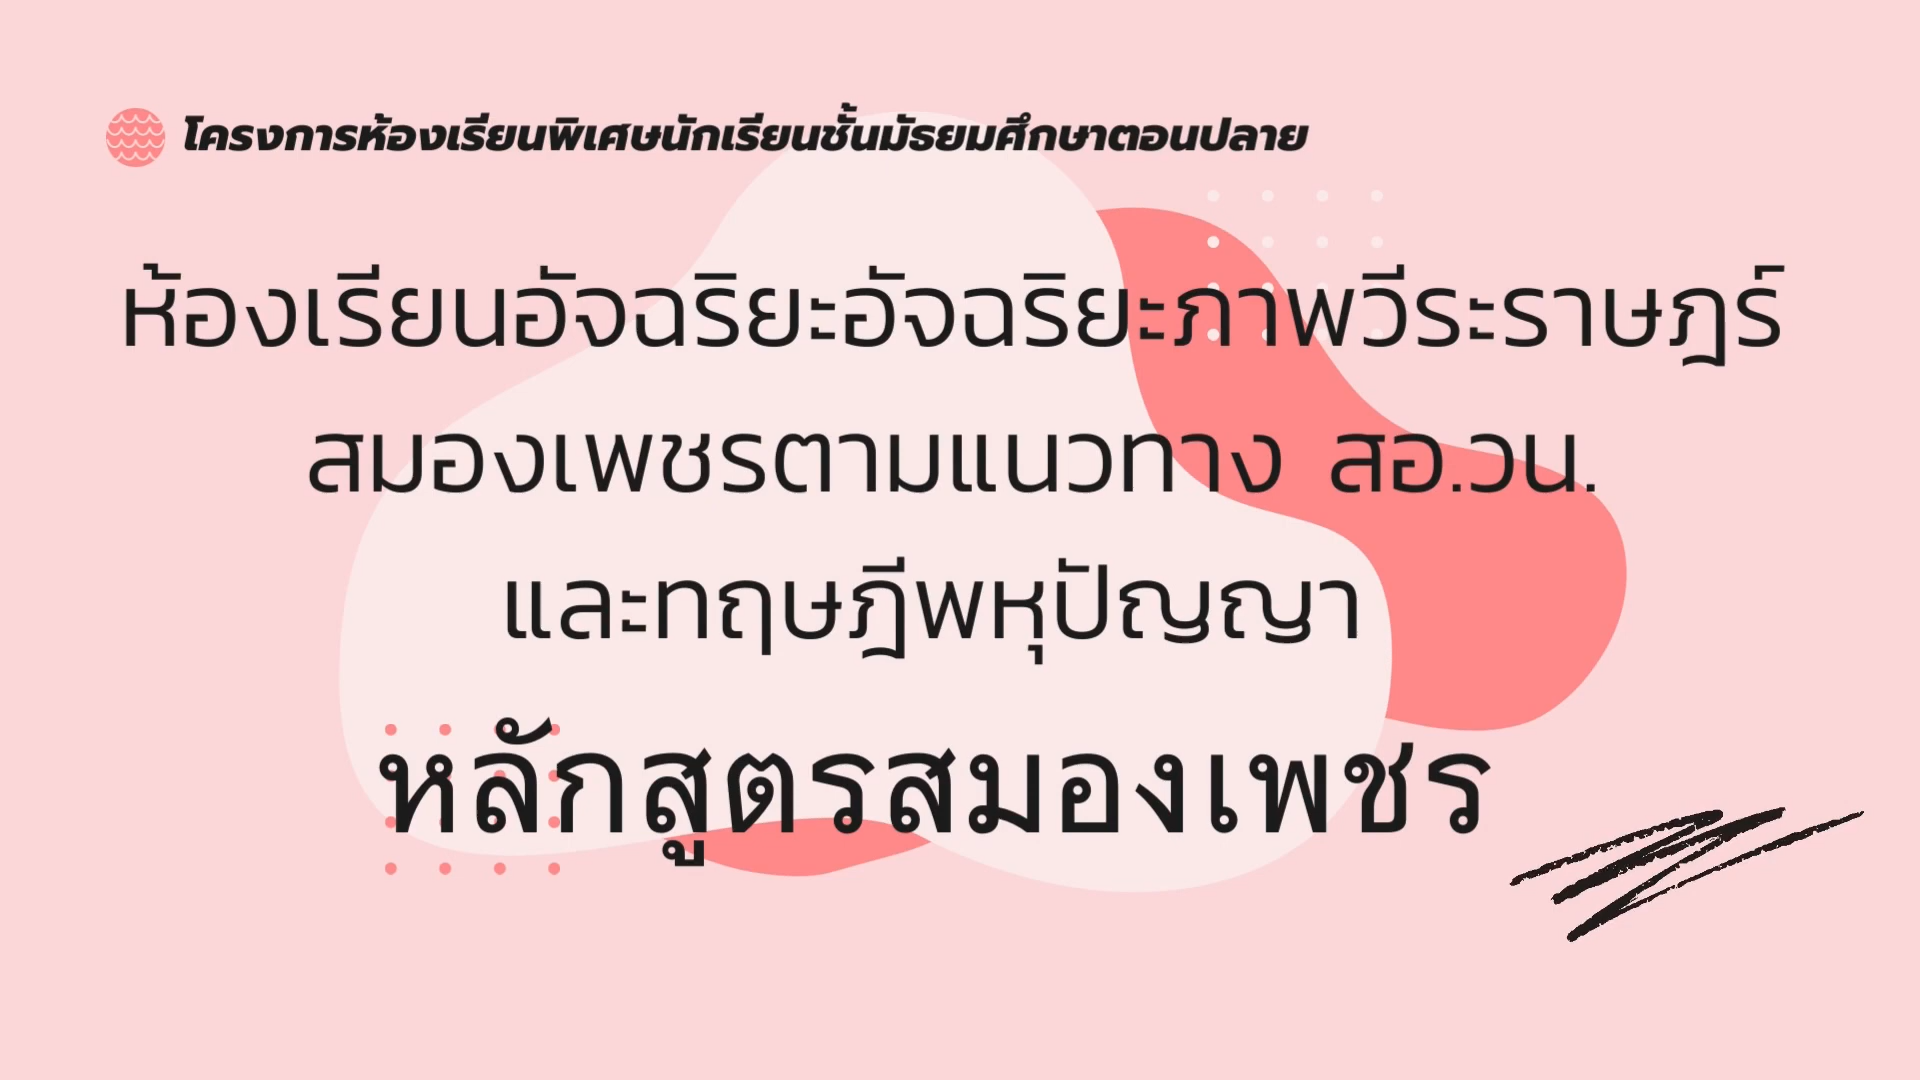 โครงการห้องเรียนพิเศษนักเรียนชั้นมัธยมศึกษาตอนปลาย
ห้องเรียนอัจฉริยะอัจฉริยะภาพวีระราษฎร์
สมองเพชรตามแนวทาง สอ.วน.
และทฤษฎีพหุปัญญา
หลักสูตรสมองเพชร